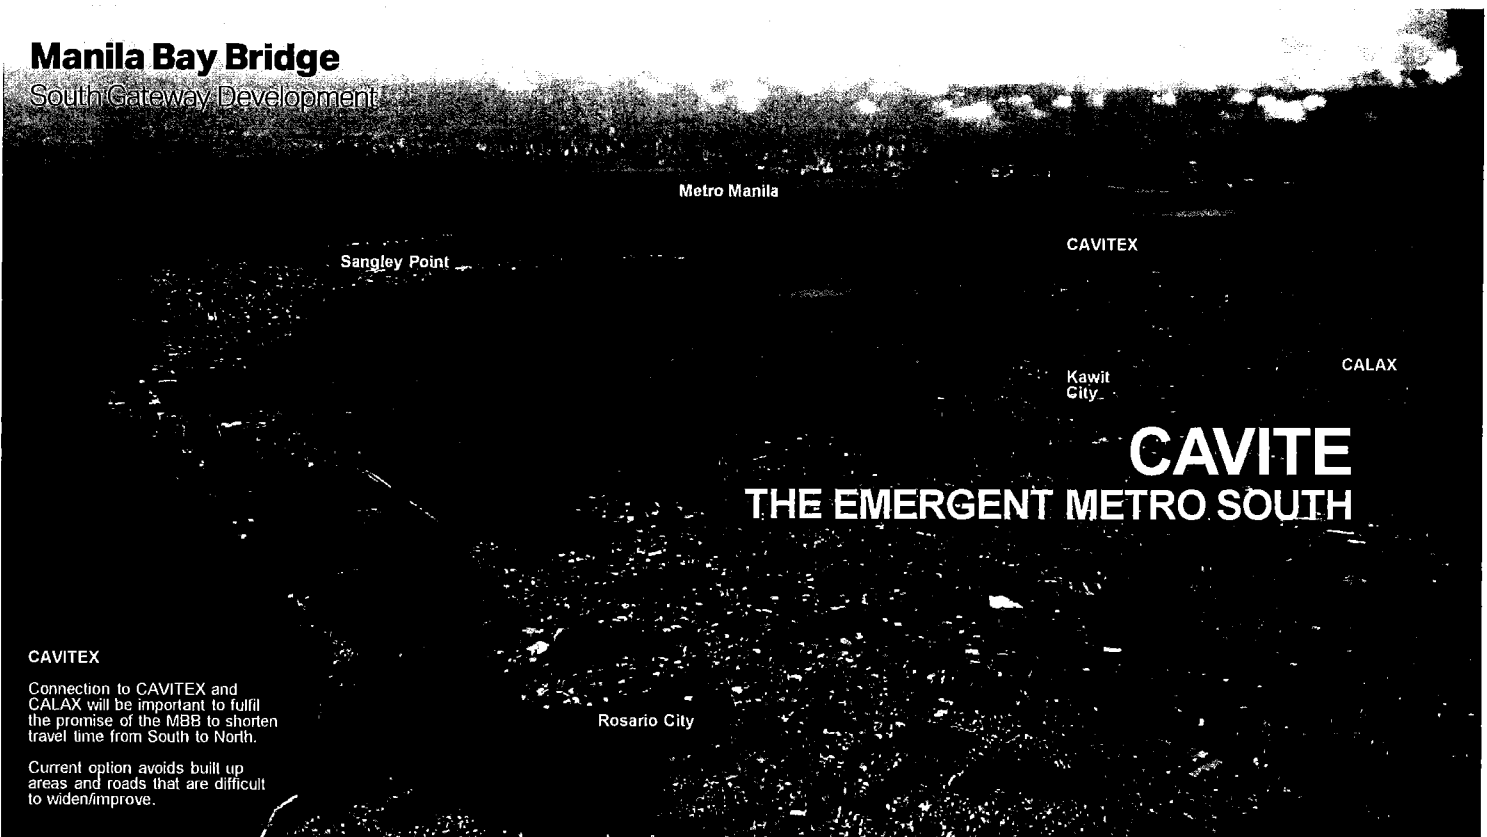 Manila Bay Bridge
South Gateway Development
Metro Manila
CAVITEX
Sangley Point
CALAX
Kawit
City
CAVITE
THE EMERGENT METRO SOUTH
CAVITEX
Connection to CAVITEX and
CALAX will be important to fulfil
the promise of the MBB to shorten
travel time from South to North.
Current option avoids built up
areas and roads that are difficult
to widen/improve.
Rosario City